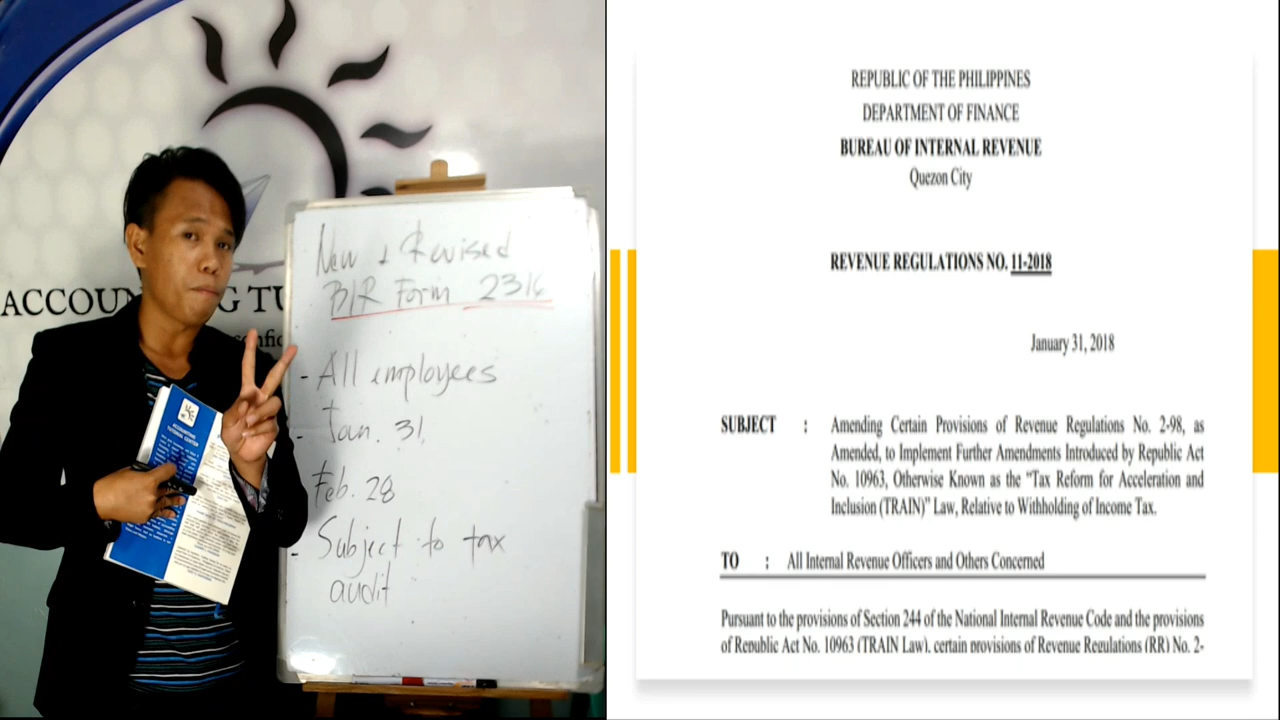 ACCOUN G TU
New & Revised
BIR Form 2316
- All employees
- Jan. 31
Feb. 28
- Subject to tax
audit
ACCOUNTING
TUTORIAL CENTER
REPUBLIC OF THE PHILIPPINES
DEPARTMENT OF FINANCE
BUREAU OF INTERNAL REVENUE
Quezon City
REVENUE REGULATIONS NO. 11-2018
January 31, 2018
SUBJECT : Amending Certain Provisions of Revenue Regulations No. 2-98, as
Amended, to Implement Further Amendments Introduced by Republic Act
No. 10963, Otherwise Known as the “Tax Reform for Acceleration and
Inclusion (TRAIN)” Law, Relative to Withholding of Income Tax.
TO : All Internal Revenue Officers and Others Concerned
Pursuant to the provisions of Section 244 of the National Internal Revenue Code and the provisions
of Republic Act No. 10963 (TRAIN Law), certain provisions of Revenue Regulations (RR) No. 2-